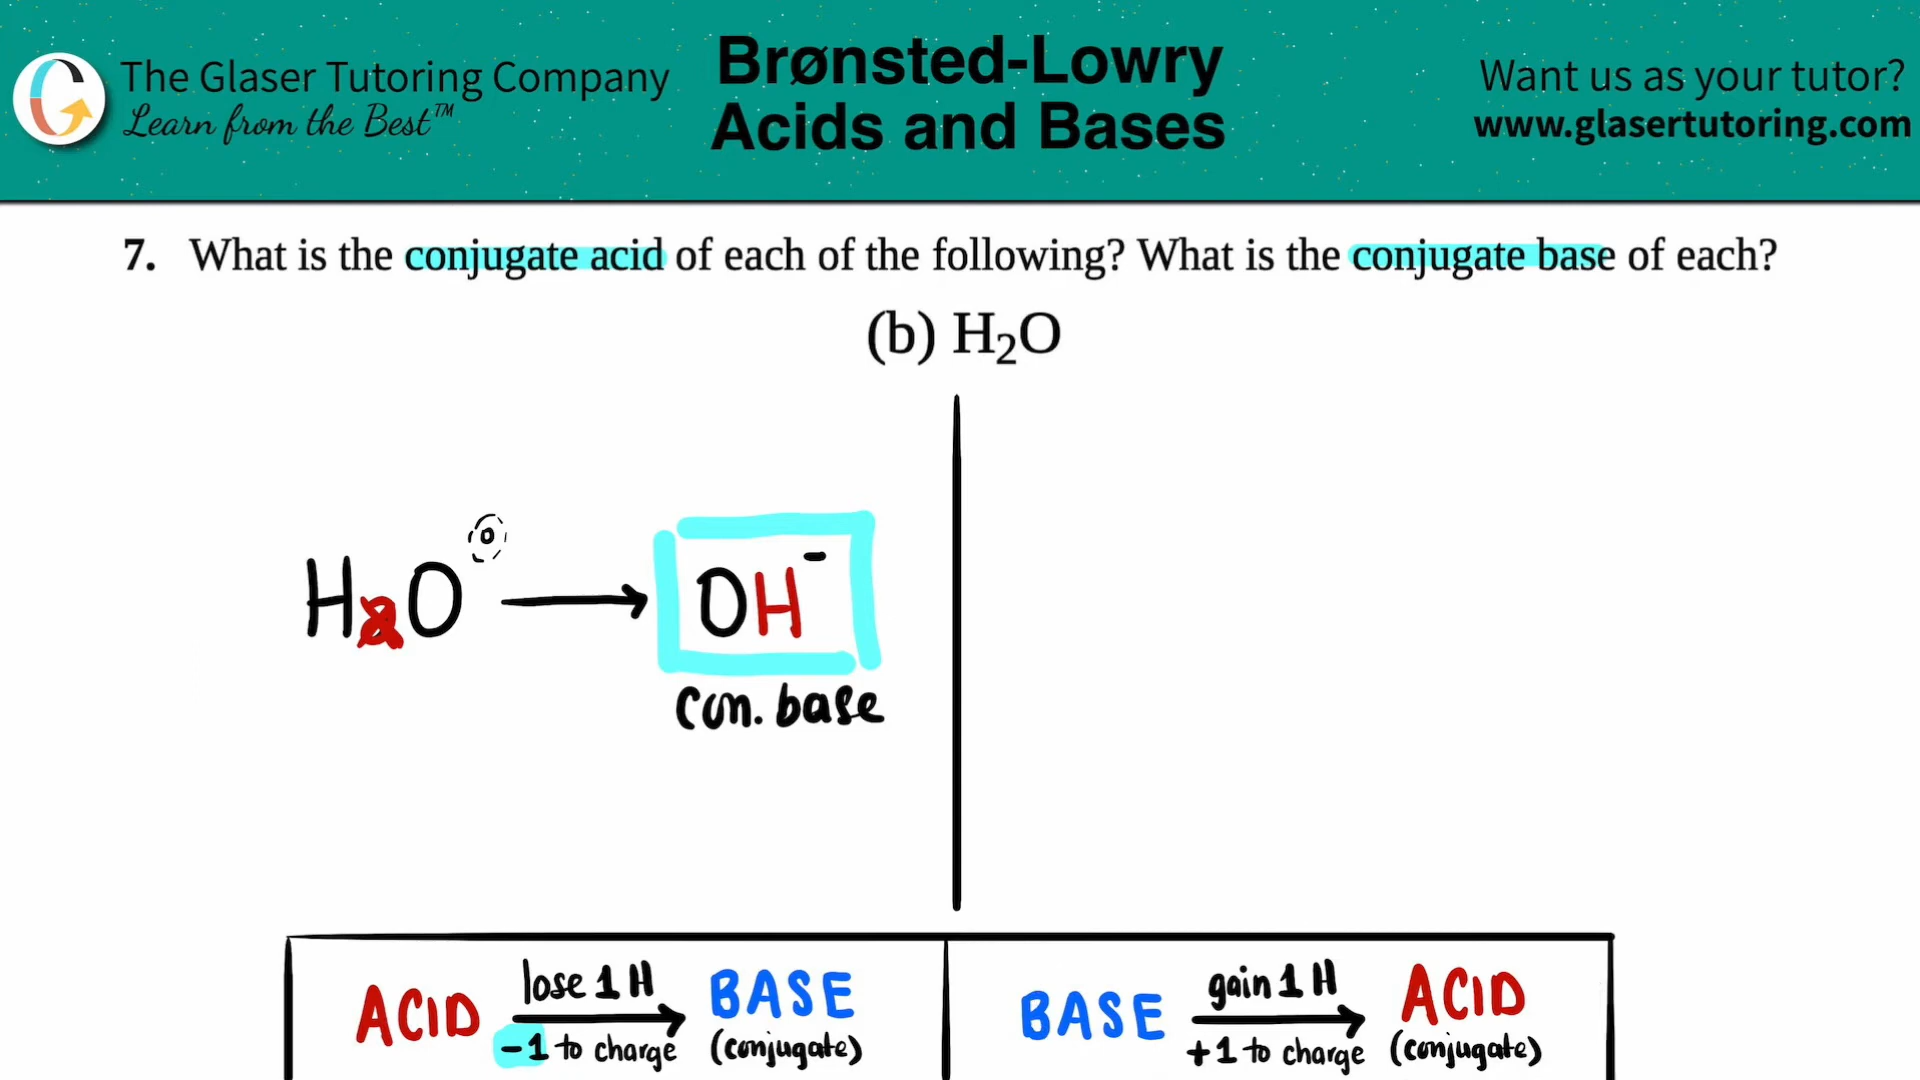 The Glaser Tutoring Company
Learn from the Best™
Brønsted-Lowry
Acids and Bases
Want us as your tutor?
www.glasertutoring.com
7. What is the conjugate acid of each of the following? What is the conjugate base of each?
(b) H₂O
H₂O⁰ → OH⁻
con. base
ACID lose 1 H BASE
-1 to charge (conjugate)
BASE gain 1 H ACID
+1 to charge (conjugate)